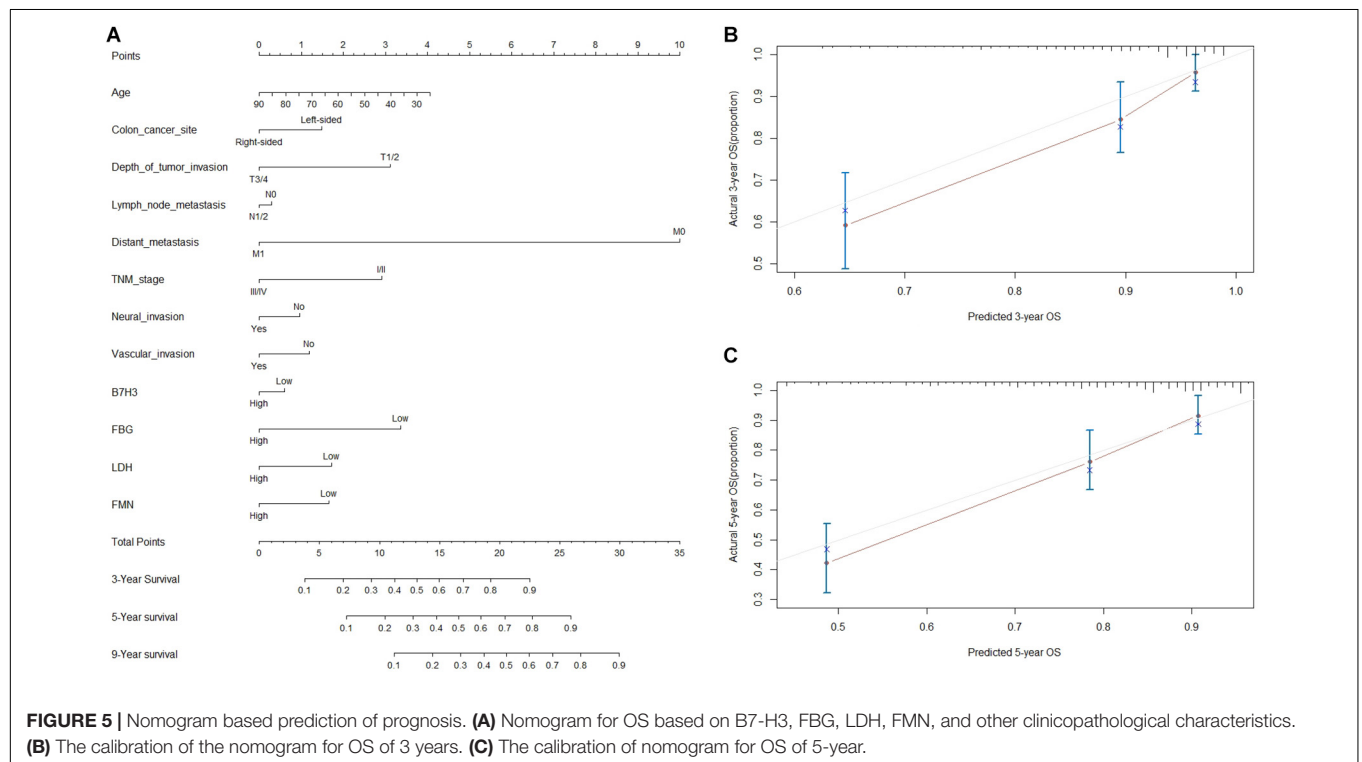 A
Points
0 1 2 3 4 5 6 7 8 9 10
Age
90 80 70 60 50 40 30
Colon_cancer_site
Left-sided
Right-sided
Depth_of_tumor_invasion
T1/2
T3/4
Lymph_node_metastasis
N0
N1/2
Distant_metastasis
M0
M1
TNM_stage
I/II
III/IV
Neural_invasion
No
Yes
Vascular_invasion
No
Yes
B7H3
Low
High
FBG
Low
High
LDH
Low
High
FMN
Low
High
Total Points
0 5 10 15 20 25 30 35
3-Year Survival
0.1 0.2 0.3 0.4 0.5 0.6 0.7 0.8 0.9
5-Year survival
0.1 0.2 0.3 0.4 0.5 0.6 0.7 0.8 0.9
9-Year survival
0.1 0.2 0.3 0.4 0.5 0.6 0.7 0.8 0.9
B
Actural 3-year OS(proportion)
0.5 0.6 0.7 0.8 0.9 1.0
0.6 0.7 0.8 0.9 1.0
Predicted 3-year OS
C
Actural 5-year OS(proportion)
0.3 0.4 0.5 0.6 0.7 0.8 0.9 1.0
0.5 0.6 0.7 0.8 0.9
Predicted 5-year OS
FIGURE 5 | Nomogram based prediction of prognosis. (A) Nomogram for OS based on B7-H3, FBG, LDH, FMN, and other clinicopathological characteristics.
(B) The calibration of the nomogram for OS of 3 years. (C) The calibration of nomogram for OS of 5-year.